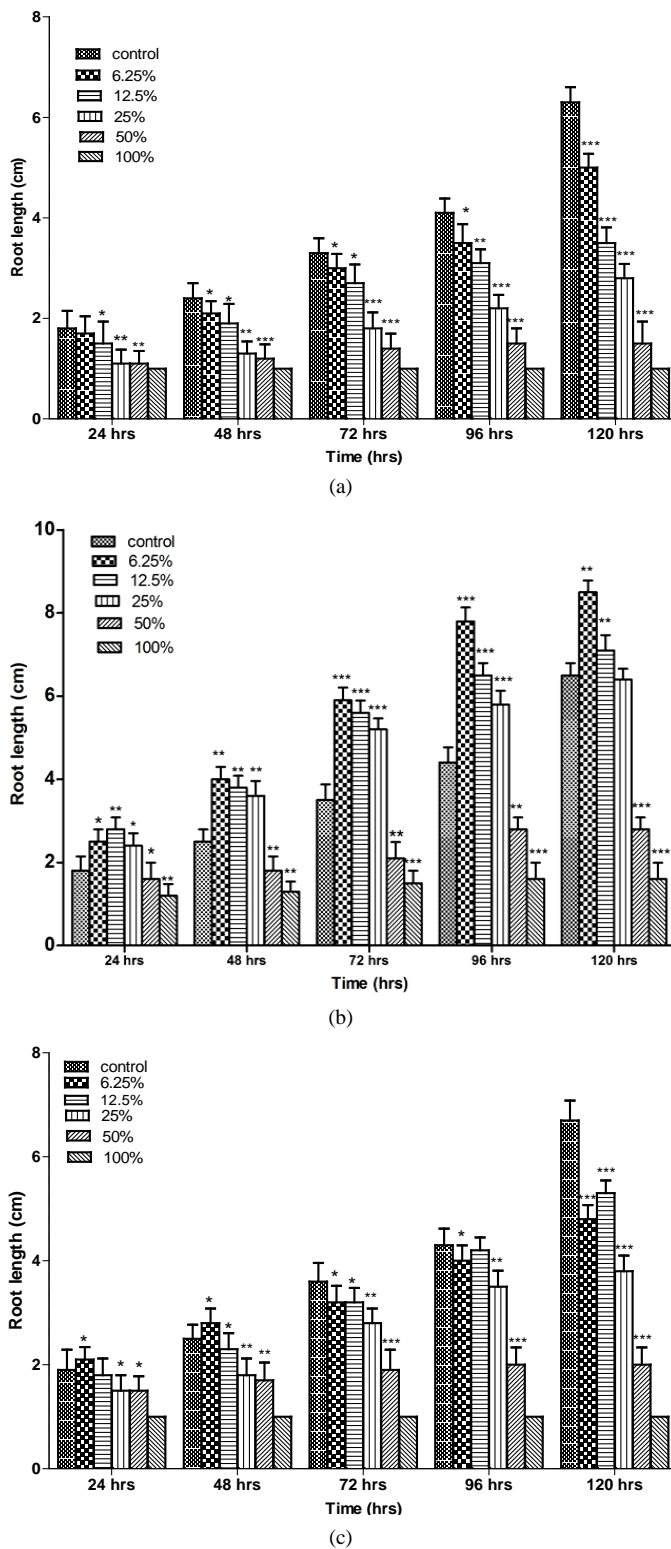 8
6
4
2
0
Root length (cm)
control
6.25%
12.5%
25%
50%
100%
* ** **
* * ** ***
* * *** ***
* ** *** ***
*** *** *** ***
24 hrs 48 hrs 72 hrs 96 hrs 120 hrs
Time (hrs)
(a)
10
8
6
4
2
0
Root length (cm)
control
6.25%
12.5%
25%
50%
100%
* ** * * **
** ** ** ** **
*** *** *** ** ***
*** *** *** ** ***
** ** *** ***
24 hrs 48 hrs 72 hrs 96 hrs 120 hrs
Time (hrs)
(b)
8
6
4
2
0
Root length (cm)
control
6.25%
12.5%
25%
50%
100%
* * *
* * ** **
* * ** ***
* ** ***
*** *** *** ***
24 hrs 48 hrs 72 hrs 96 hrs 120 hrs
Time (hrs)
(c)